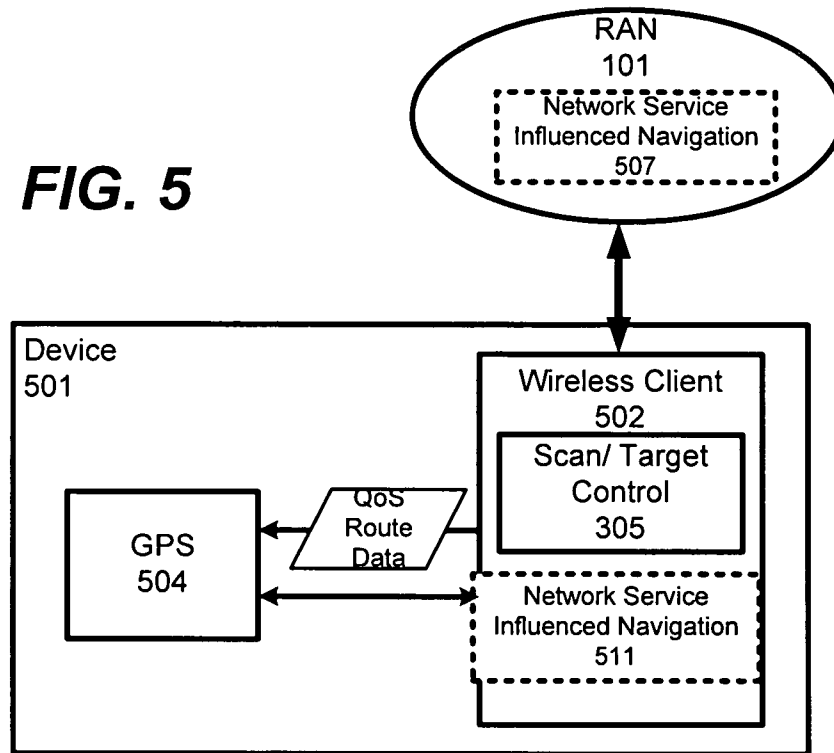 RAN
101
Network Service
Influenced Navigation
507
FIG. 5
Device
501
Wireless Client
502
Scan/ Target
Control
305
QoS
Route
Data
GPS
504
Network Service
Influenced Navigation
511